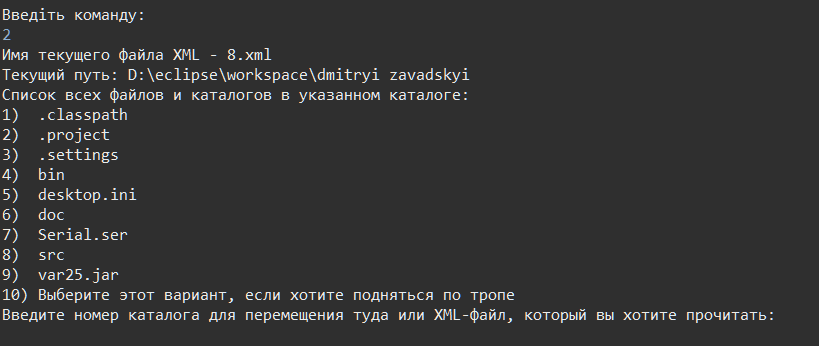 Введіть команду:
2
Имя текущего файла XML - 8.xml
Текущий путь: D:\eclipse\workspace\dmitryi zavadskyi
Список всех файлов и каталогов в указанном каталоге:
1)  .classpath
2)  .project
3)  .settings
4)  bin
5)  desktop.ini
6)  doc
7)  Serial.ser
8)  src
9)  var25.jar
10) Выберите этот вариант, если хотите подняться по тропе
Введите номер каталога для перемещения туда или XML-файл, который вы хотите прочитать: